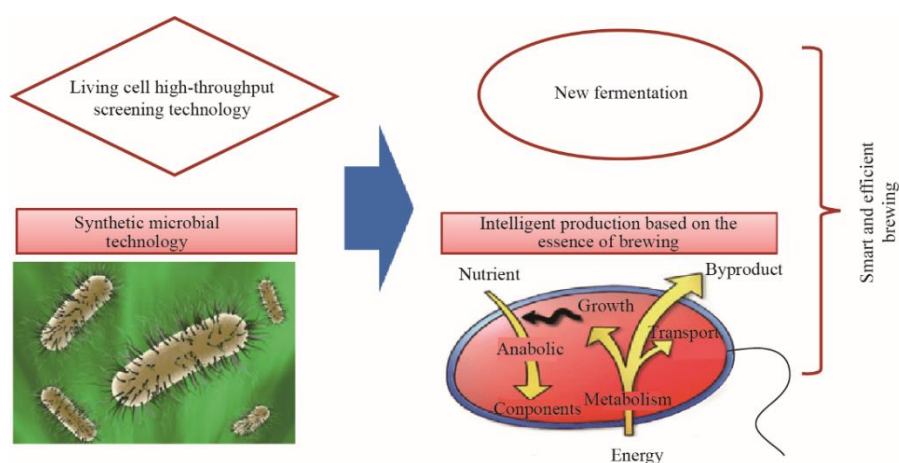 Living cell high-throughput
screening technology
New fermentation
Synthetic microbial
technology
Intelligent production based on the
essence of brewing
Nutrient
Byproduct
Growth
Transport
Anabolic
Conponents
Metabolism
Energy
Smart and efficient
brewing